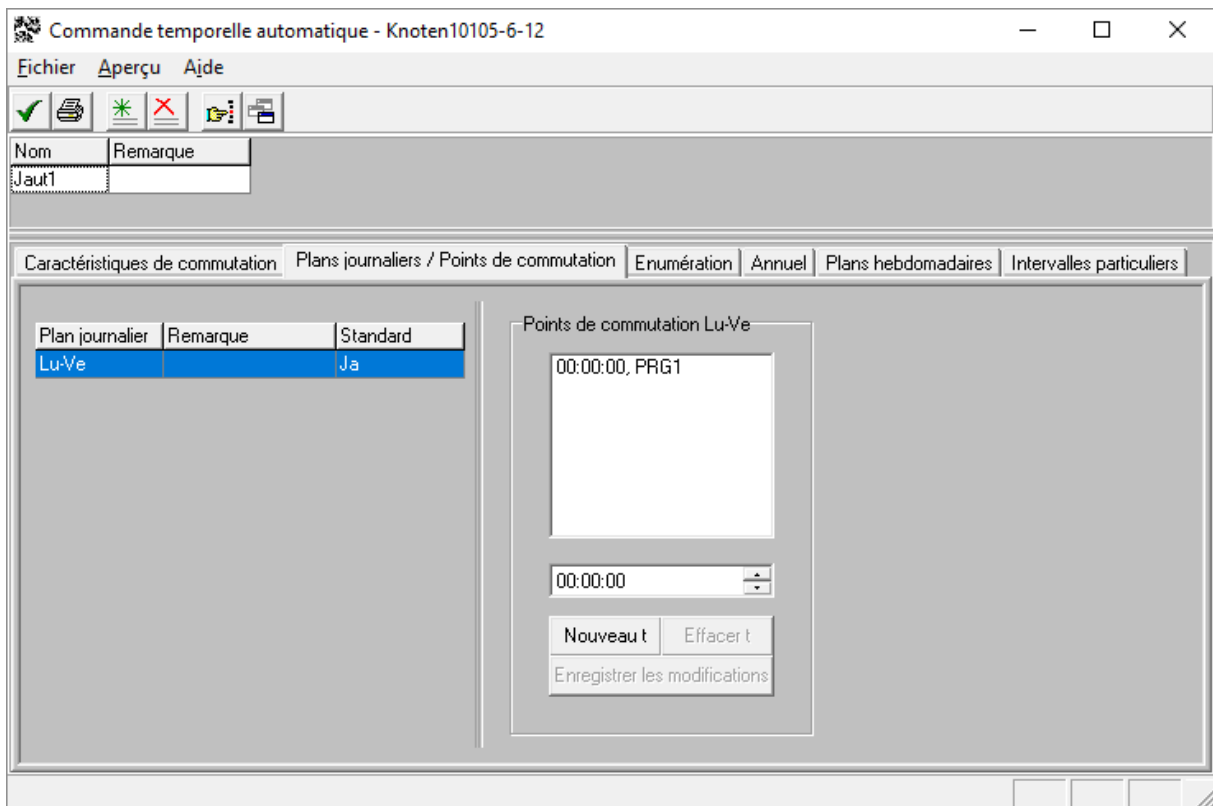 Commande temporelle automatique - Knoten10105-6-12
Fichier Aperçu Aide
Nom Remarque
Jaut1
Caractéristiques de commutation Plans journaliers / Points de commutation Enumération Annuel Plans hebdomadaires Intervalles particuliers
Plan journalier Remarque Standard
Lu-Ve Ja
Points de commutation Lu-Ve
00:00:00, PRG1
00:00:00
Nouveau t Effacer t
Enregistrer les modifications